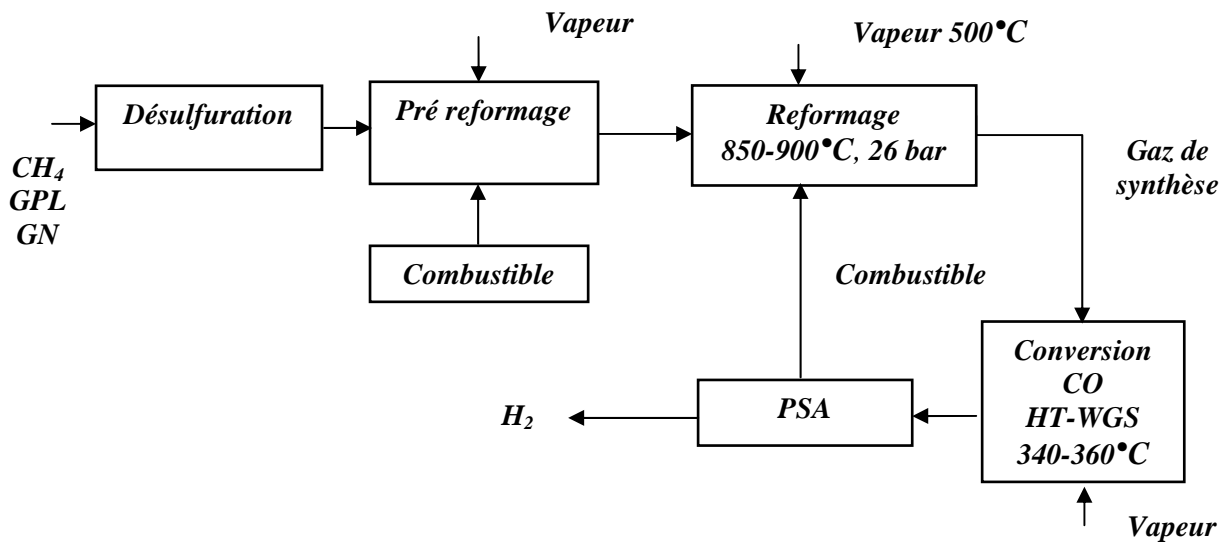 Vapeur
Vapeur 500°C
Désulfuration
Pré reformage
Reformage
850-900°C, 26 bar
CH₄
GPL
GN
Gaz de
synthèse
Combustible
Combustible
Conversion
CO
HT-WGS
340-360°C
PSA
H₂
Vapeur